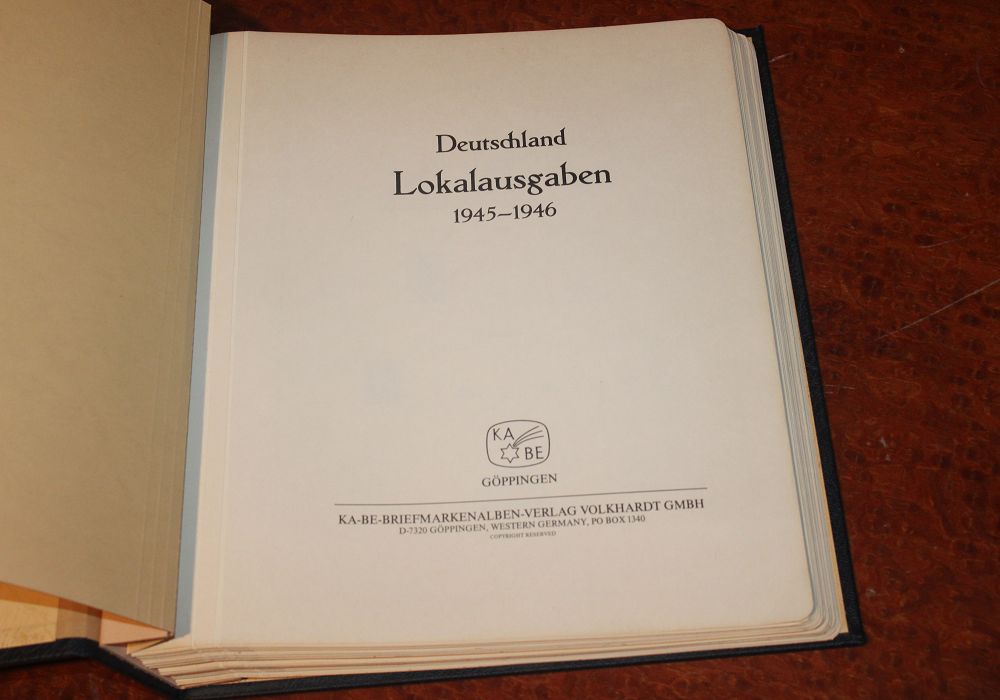 Deutschland
Lokalausgaben
1945–1946
KA
BE
GÖPPINGEN
KA-BE-BRIEFMARKENALBEN-VERLAG VOLKHARDT GMBH
D-7320 GÖPPINGEN, WESTERN GERMANY, PO BOX 1340
COPYRIGHT RESERVED